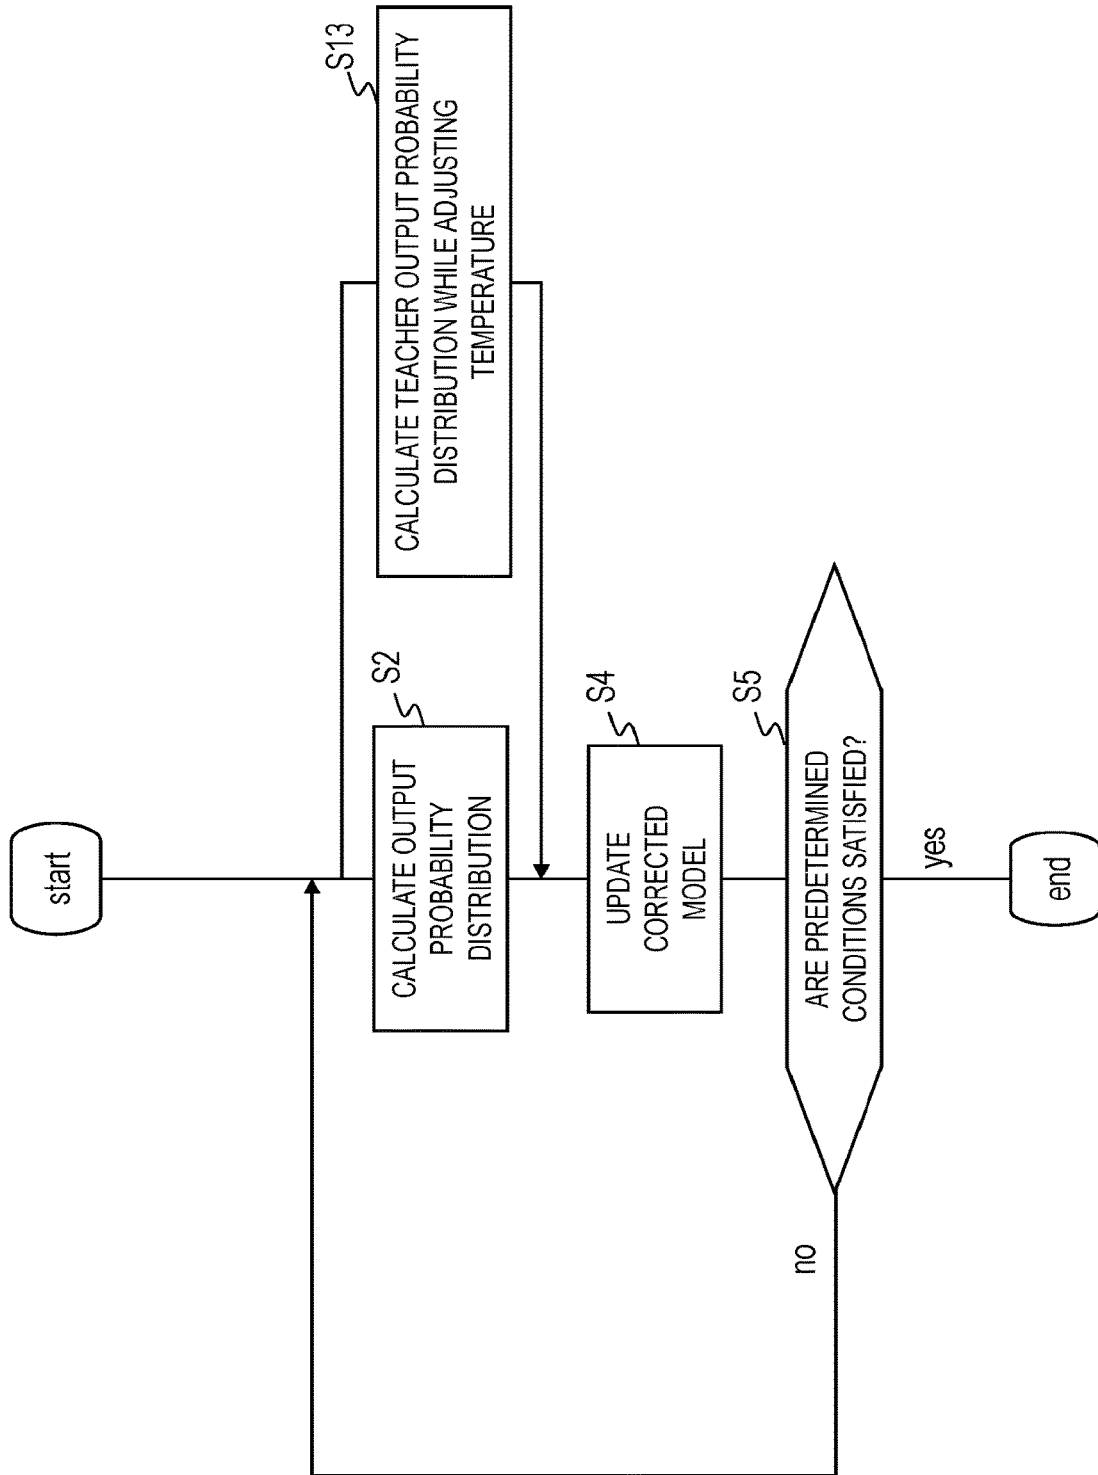 start
S2
CALCULATE OUTPUT
PROBABILITY
DISTRIBUTION
S13
CALCULATE TEACHER OUTPUT PROBABILITY
DISTRIBUTION WHILE ADJUSTING
TEMPERATURE
S4
UPDATE
CORRECTED
MODEL
S5
ARE PREDETERMINED
CONDITIONS SATISFIED?
no
yes
end